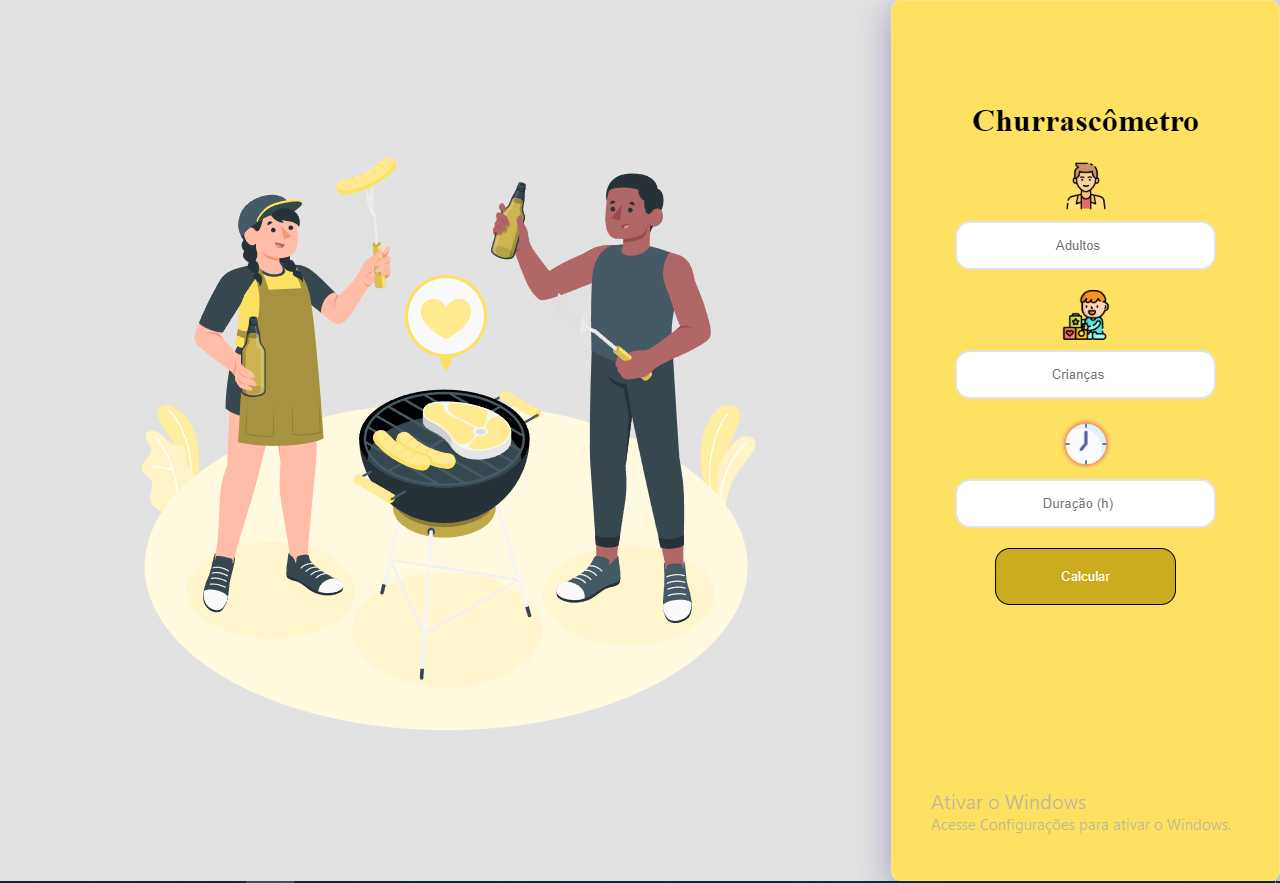 Churrascômetro
Adultos
Crianças
Duração (h)
Calcular
Ativar o Windows
Acesse Configurações para ativar o Windows.